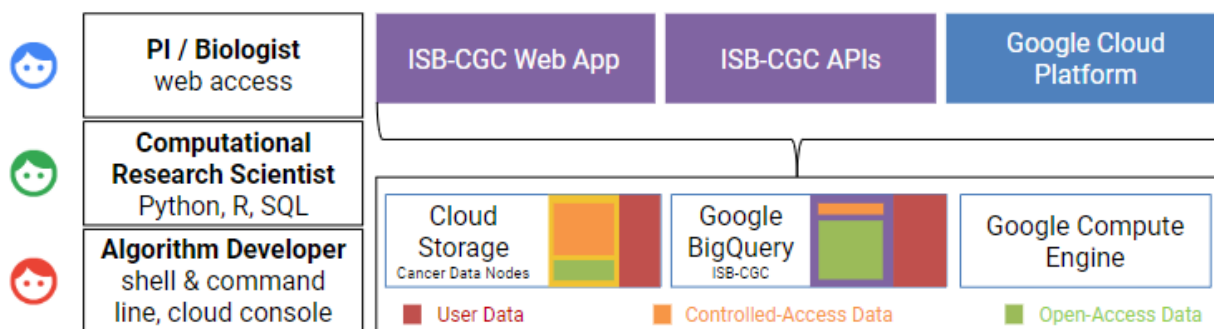 PI / Biologist
web access
Computational
Research Scientist
Python, R, SQL
Algorithm Developer
shell & command
line, cloud console
ISB-CGC Web App
ISB-CGC APIs
Google Cloud
Platform
Cloud
Storage
Cancer Data Nodes
Google
BigQuery
ISB-CGC
Google Compute
Engine
User Data
Controlled-Access Data
Open-Access Data